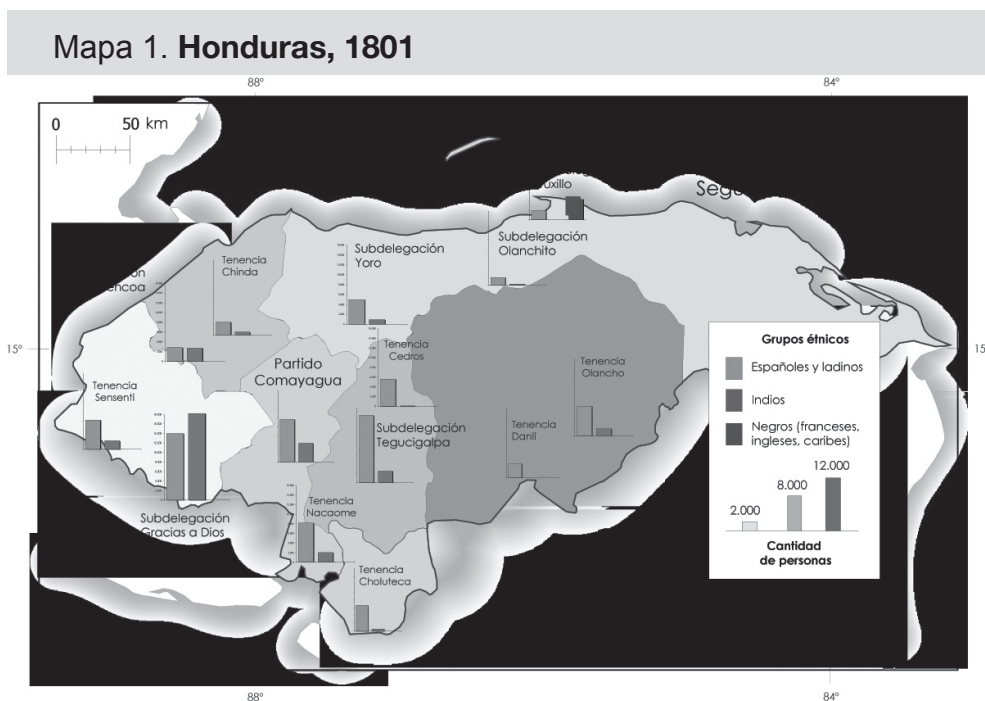 Mapa 1. Honduras, 1801
88°
84°
0 50 km
Subdelegación
Olanchito
Subdelegación
Yoro
Tenencia
Chinda
15°
Tenencia
Cedros
Partido
Comayagua
Tenencia
Sensenti
Tenencia
Olancho
Subdelegación
Tegucigalpa
Tenencia
Danlí
Tenencia
Nacaome
Subdelegación
Gracias a Dios
Tenencia
Choluteca
Grupos étnicos
Españoles y ladinos
Indios
Negros (franceses,
ingleses, caribes)
12.000
8.000
2.000
Cantidad
de personas
88°
84°